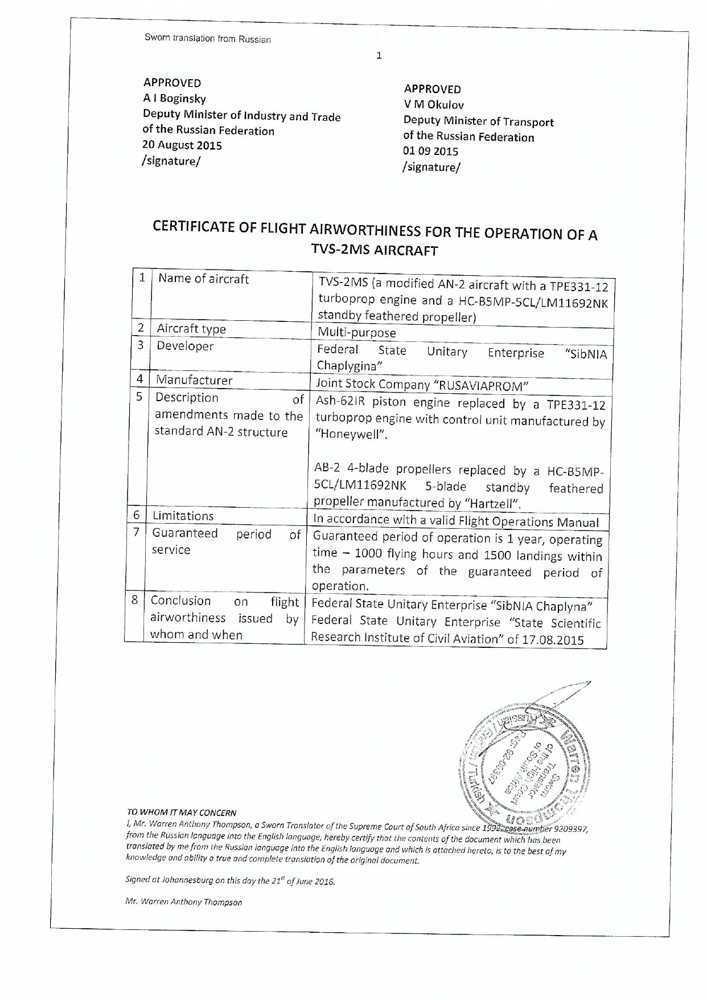 Sworn translation from Russian
1
APPROVED
A I Boginsky
Deputy Minister of Industry and Trade
of the Russian Federation
20 August 2015
/signature/
APPROVED
V M Okulov
Deputy Minister of Transport
of the Russian Federation
01 09 2015
/signature/
CERTIFICATE OF FLIGHT AIRWORTHINESS FOR THE OPERATION OF A
TVS-2MS AIRCRAFT
1 Name of aircraft
TVS-2MS (a modified AN-2 aircraft with a TPE331-12
turboprop engine and a HC-B5MP-5CL/LM11692NK
standby feathered propeller)
2 Aircraft type
Multi-purpose
3 Developer
Federal State Unitary Enterprise “SibNIA
Chaplygina”
4 Manufacturer
Joint Stock Company “RUSAVIAPROM”
5 Description of
amendments made to the
standard AN-2 structure
Ash-62IR piston engine replaced by a TPE331-12
turboprop engine with control unit manufactured by
“Honeywell”.
AB-2 4-blade propellers replaced by a HC-B5MP-
5CL/LM11692NK 5-blade standby feathered
propeller manufactured by “Hartzell”.
6 Limitations
In accordance with a valid Flight Operations Manual
7 Guaranteed period of
service
Guaranteed period of operation is 1 year, operating
time – 1000 flying hours and 1500 landings within
the parameters of the guaranteed period of
operation.
8 Conclusion on flight
airworthiness issued by
whom and when
Federal State Unitary Enterprise “SibNIA Chaplyna”
Federal State Unitary Enterprise “State Scientific
Research Institute of Civil Aviation” of 17.08.2015
Warren Thompson
Russian / English / Turkish
Sworn
Translator
of the High Court
of South Africa
TO WHOM IT MAY CONCERN
I, Mr. Warren Anthony Thompson, a Sworn Translator of the Supreme Court of South Africa since 1992, case number 9209397,
from the Russian language into the English language, hereby certify that the contents of the document which has been
translated by me from the Russian language into the English language and which is attached hereto, is to the best of my
knowledge and ability a true and complete translation of the original document.
Signed at Johannesburg on this day the 21st of June 2016.
Mr. Warren Anthony Thompson